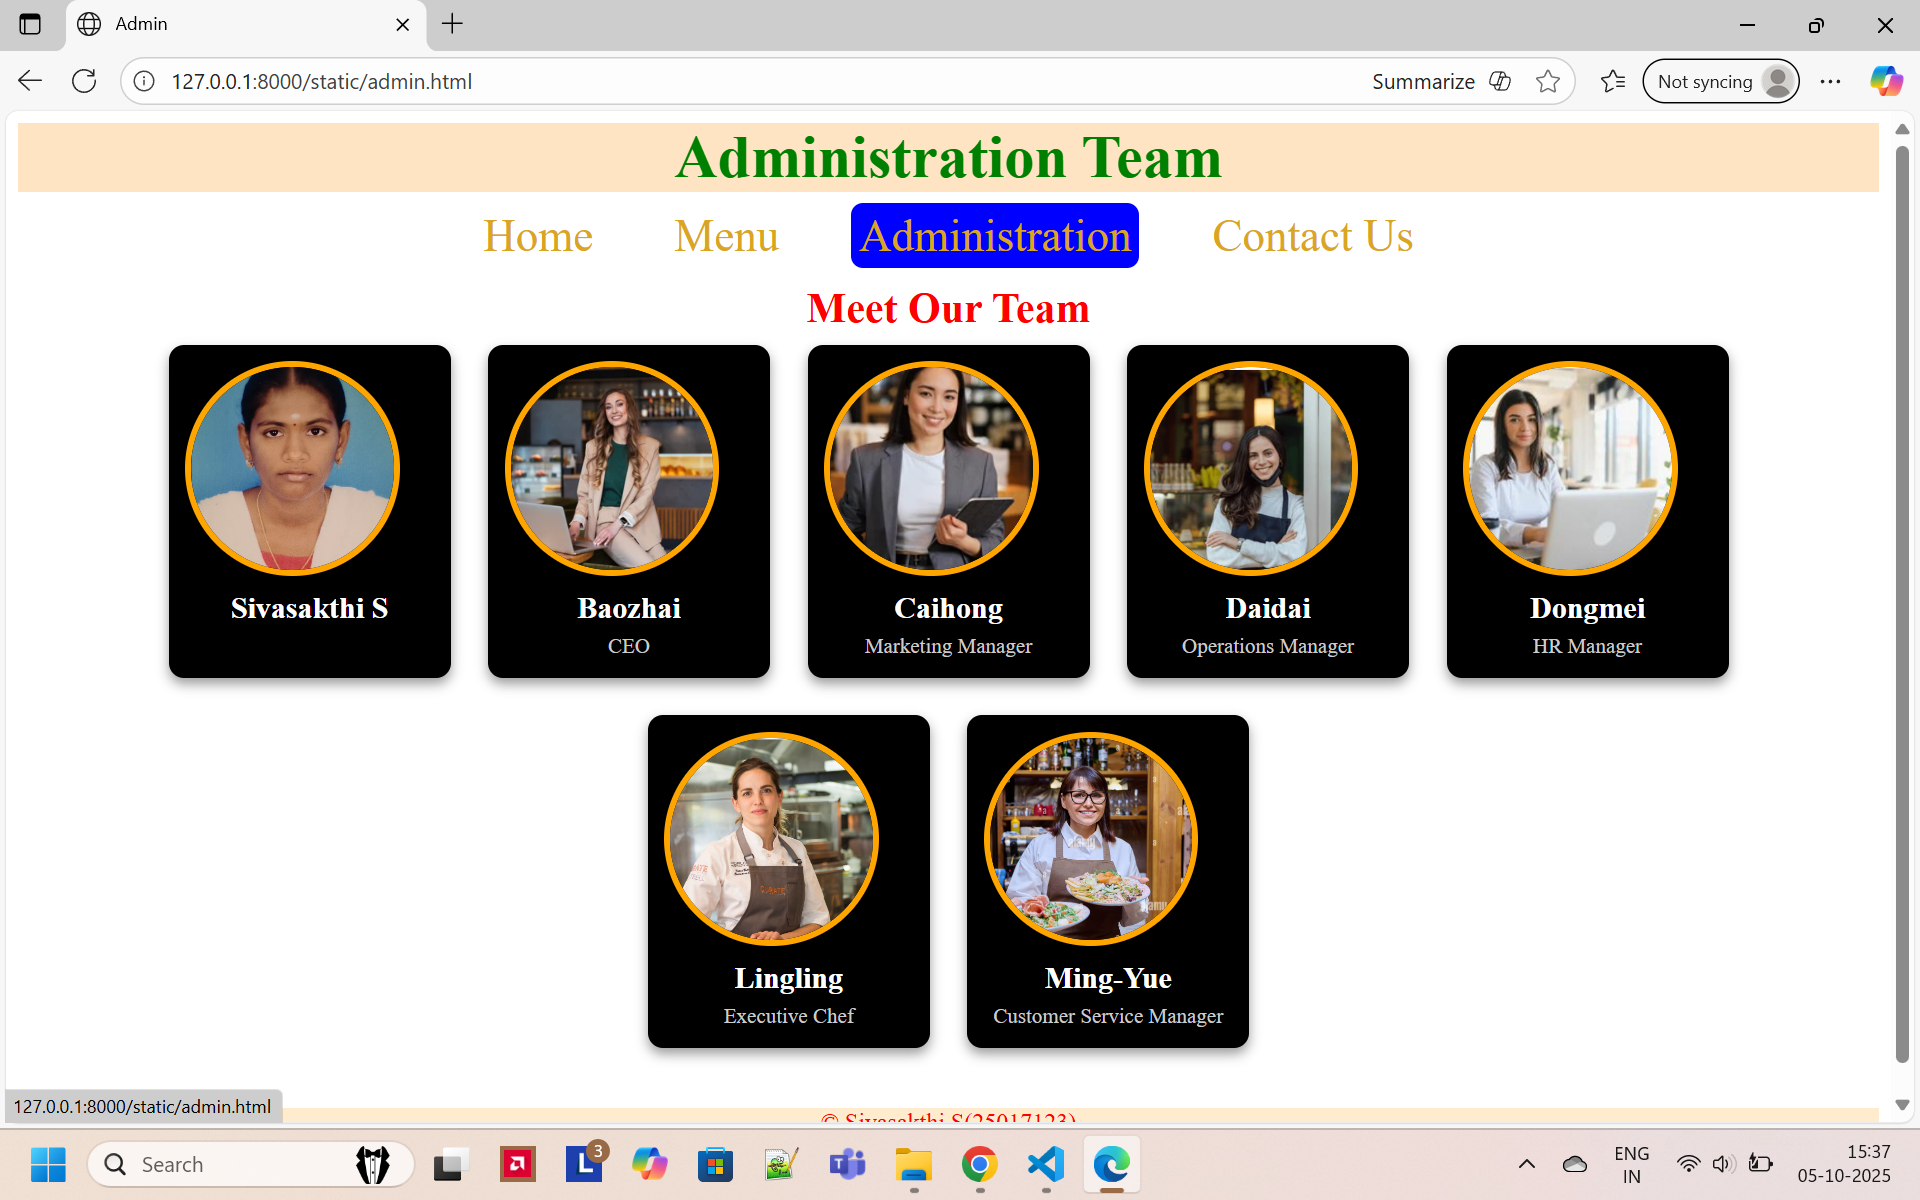 Admin
127.0.0.1:8000/static/admin.html
Summarize
Not syncing
Administration Team
Home Menu Administration Contact Us
Meet Our Team
Sivasakthi S
Baozhai
CEO
Caihong
Marketing Manager
Daidai
Operations Manager
Dongmei
HR Manager
Lingling
Executive Chef
Ming-Yue
Customer Service Manager
127.0.0.1:8000/static/admin.html
© Sivasakthi S(25017123)
Search
3
ENG
IN
15:37
05-10-2025